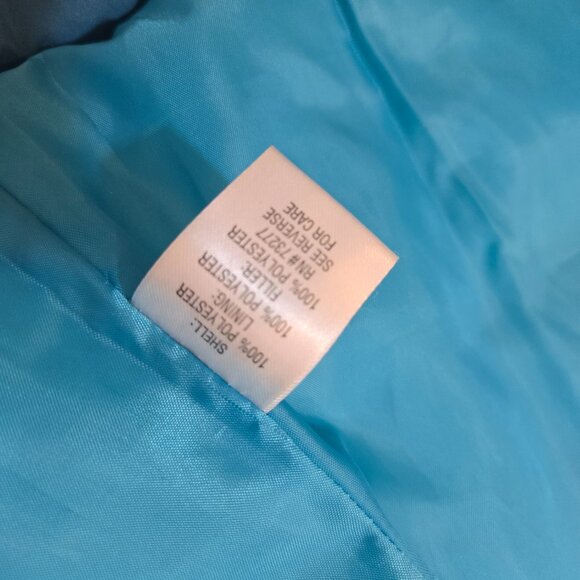 SHELL:
100% POLYESTER
LINING:
100% POLYESTER
FILLER:
100% POLYESTER
RN# 73277
SEE REVERSE
FOR CARE